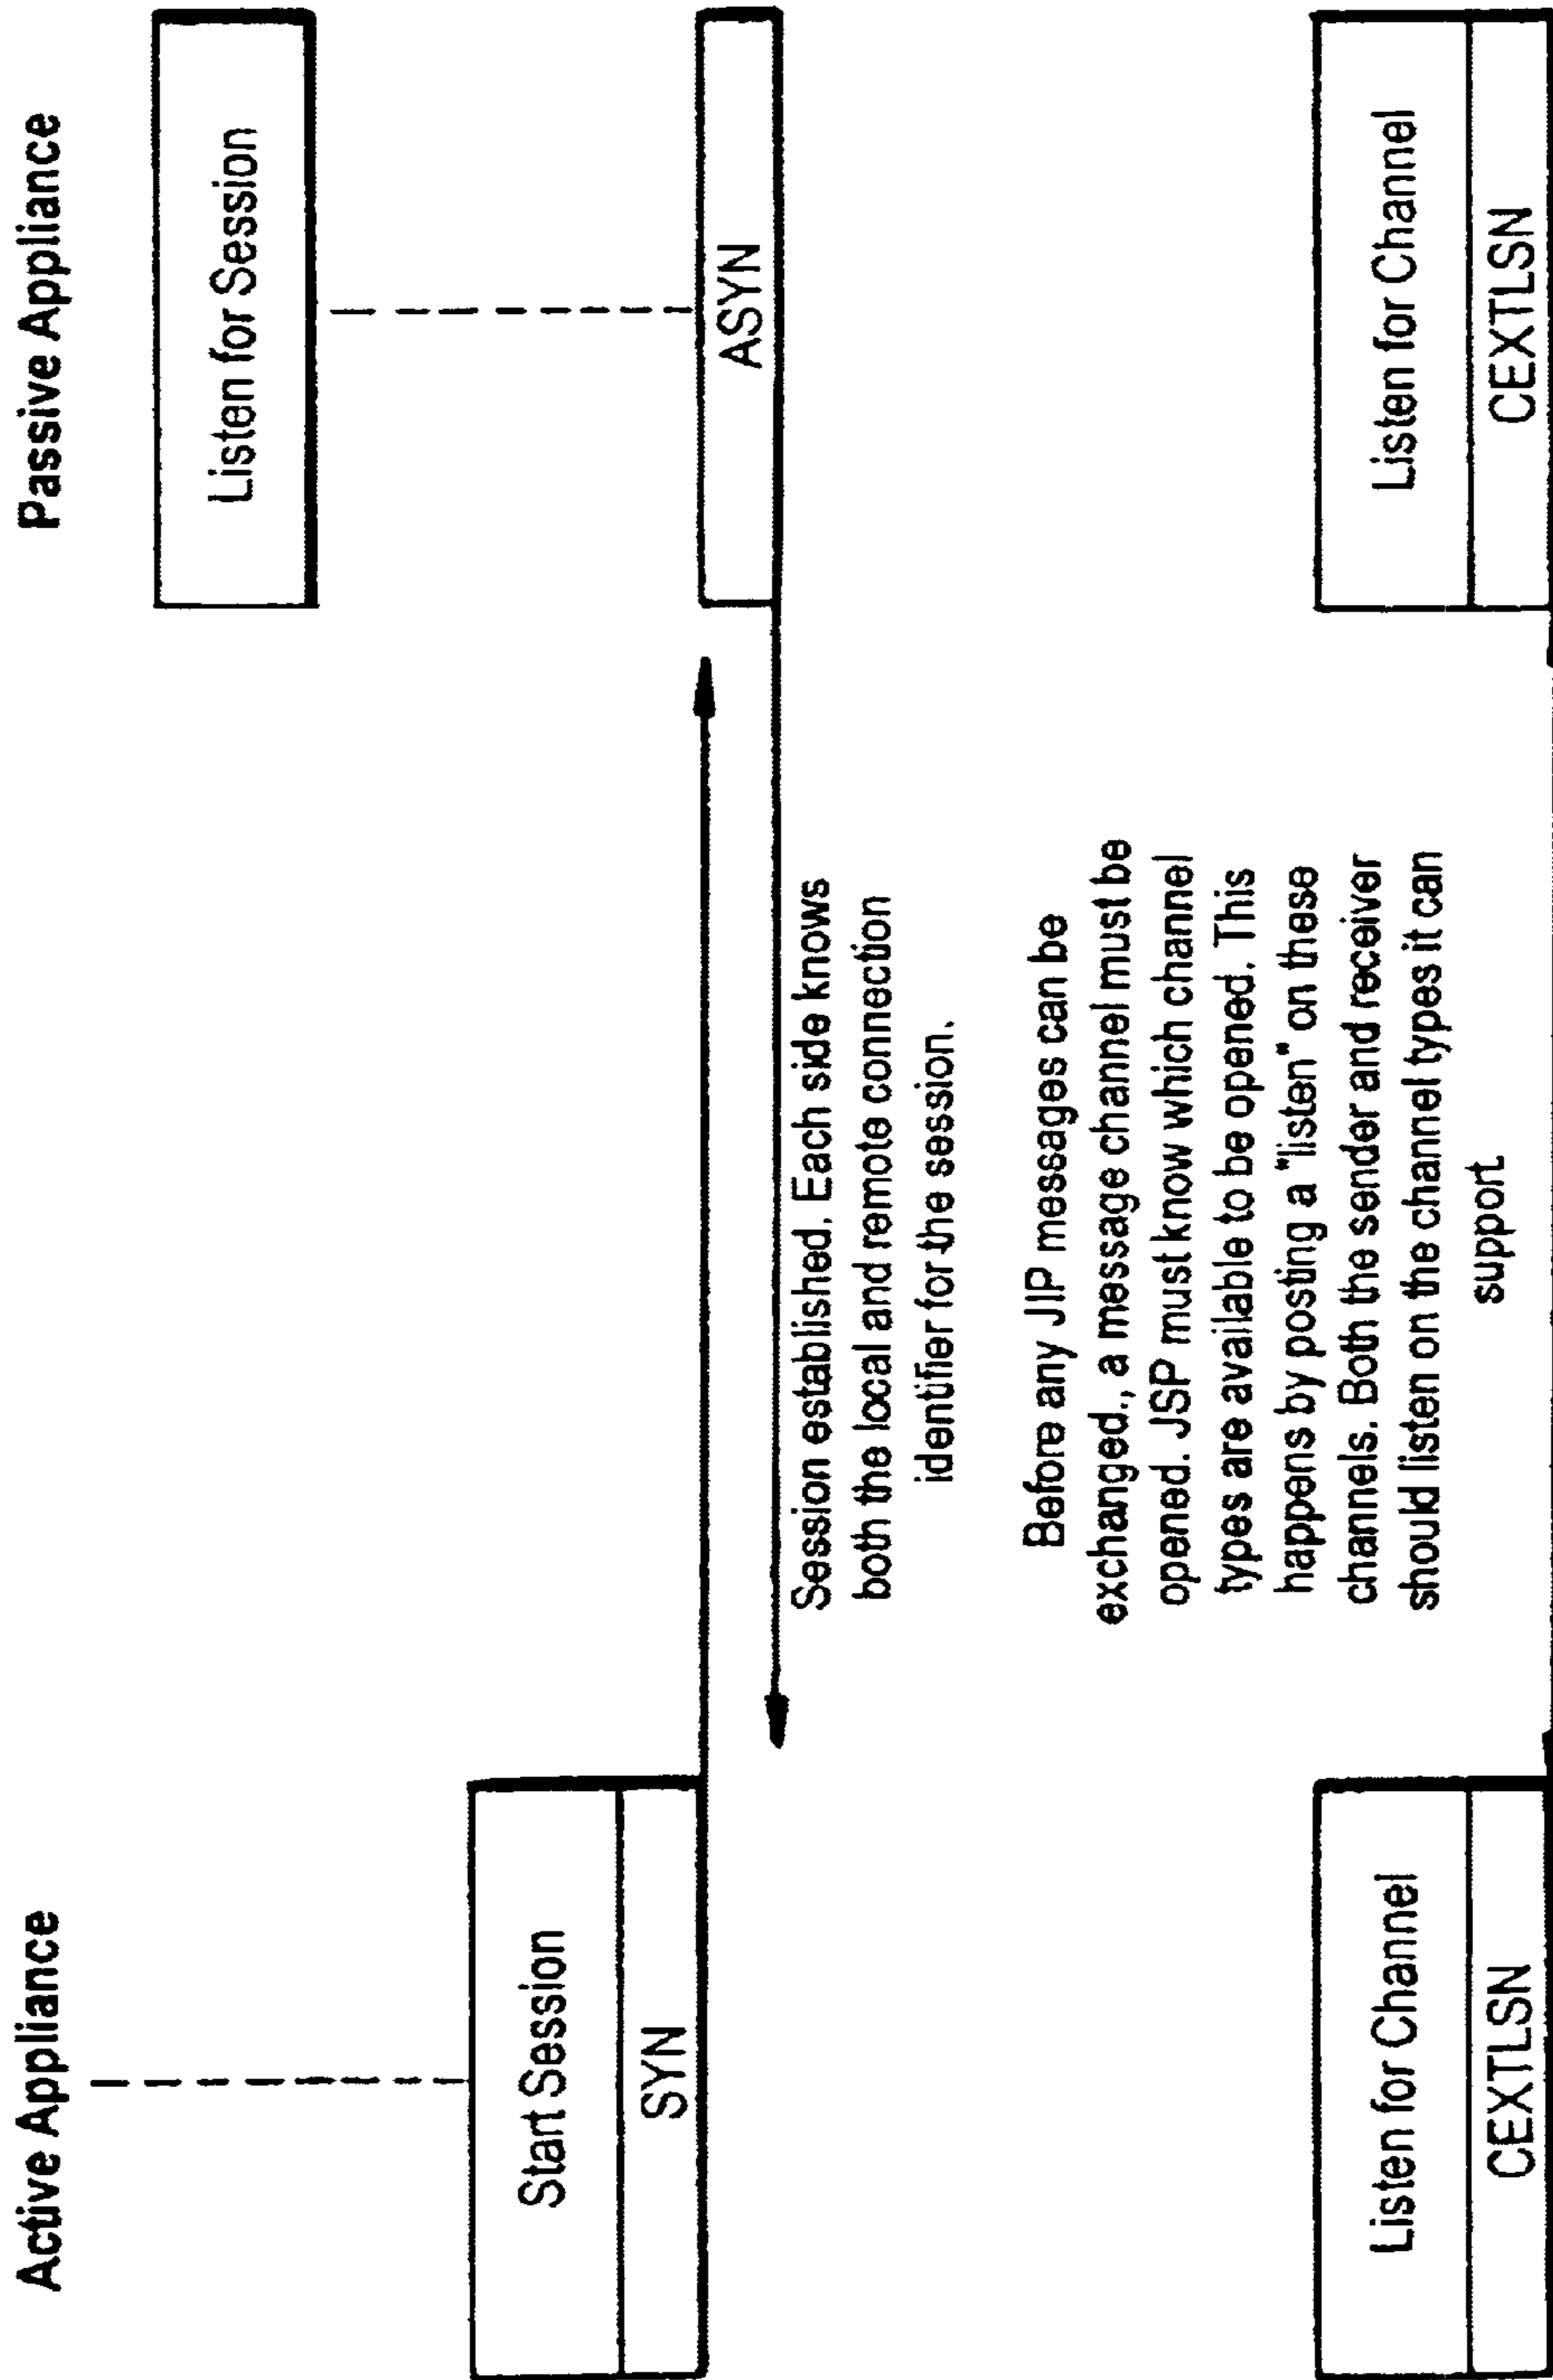 Active Appliance
Passive Appliance
Listen for Session
Start Session
SYN
ASYN
Session established. Each side knows
both the local and remote connection
identifier for the session.
Before any JIP messages can be
exchanged., a message channel must be
opened. JSP must know which channel
types are available to be opened. This
happens by posting a "listen" on these
channels. Both the sender and receiver
should listen on the channel types it can
support
Listen for Channel
CEXTLSN
Listen for Channel
CEXTLSN